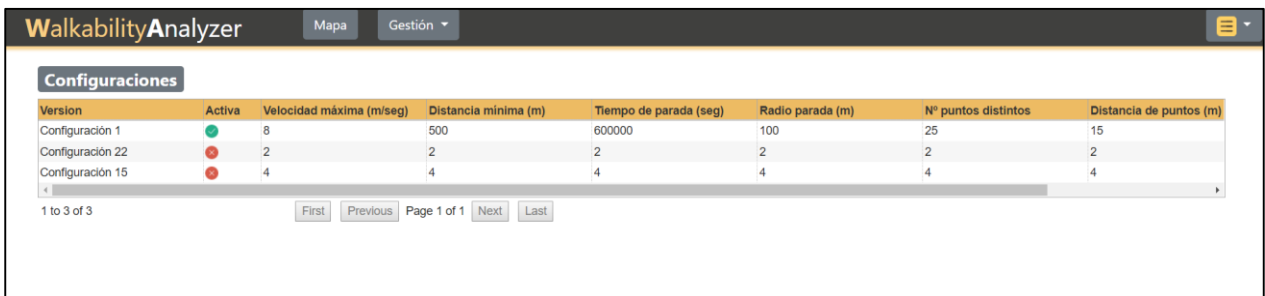 WalkabilityAnalyzer Mapa Gestión
Configuraciones
Version Activa Velocidad máxima (m/seg) Distancia mínima (m) Tiempo de parada (seg) Radio parada (m) Nº puntos distintos Distancia de puntos (m)
Configuración 1 8 500 600000 100 25 15
Configuración 22 2 2 2 2 2 2
Configuración 15 4 4 4 4 4 4
1 to 3 of 3 First Previous Page 1 of 1 Next Last